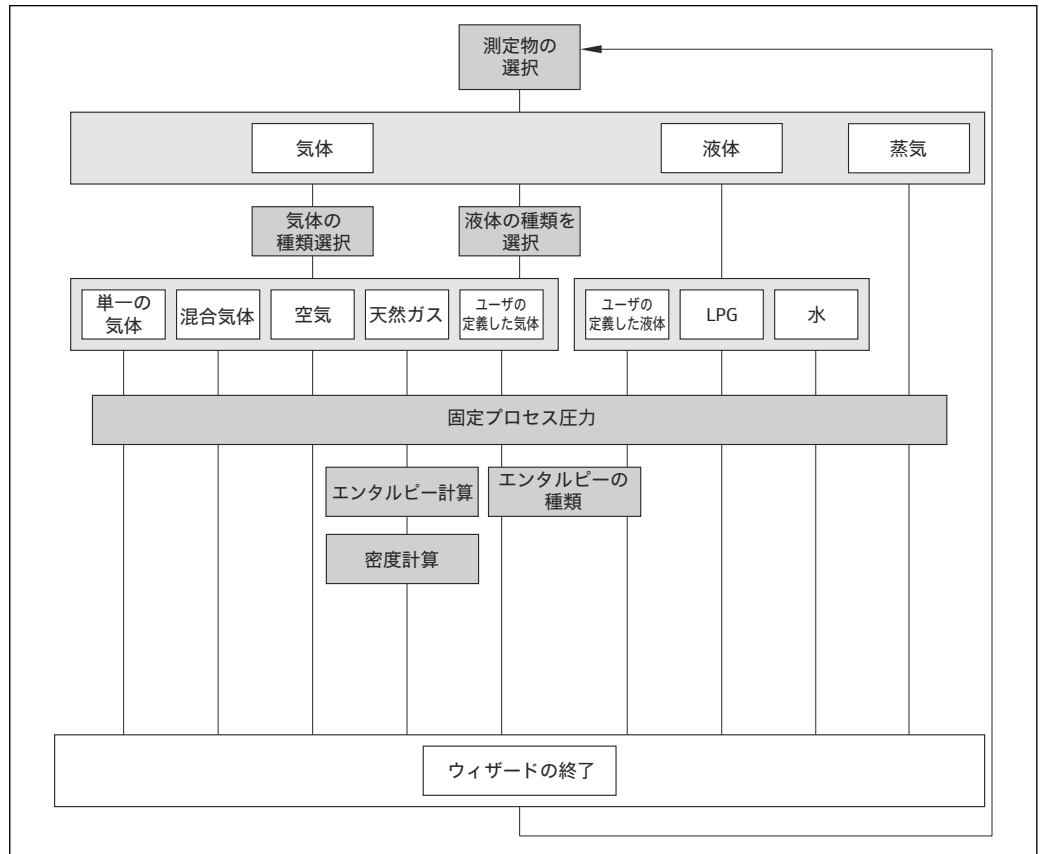 測定物の
選択
気体
液体
蒸気
気体の
種類選択
液体の種類を
選択
単一の
気体
混合気体
空気
天然ガス
ユーザの
定義した気体
ユーザの
定義した液体
LPG
水
固定プロセス圧力
エンタルピー計算
エンタルピーの
種類
密度計算
ウィザードの終了